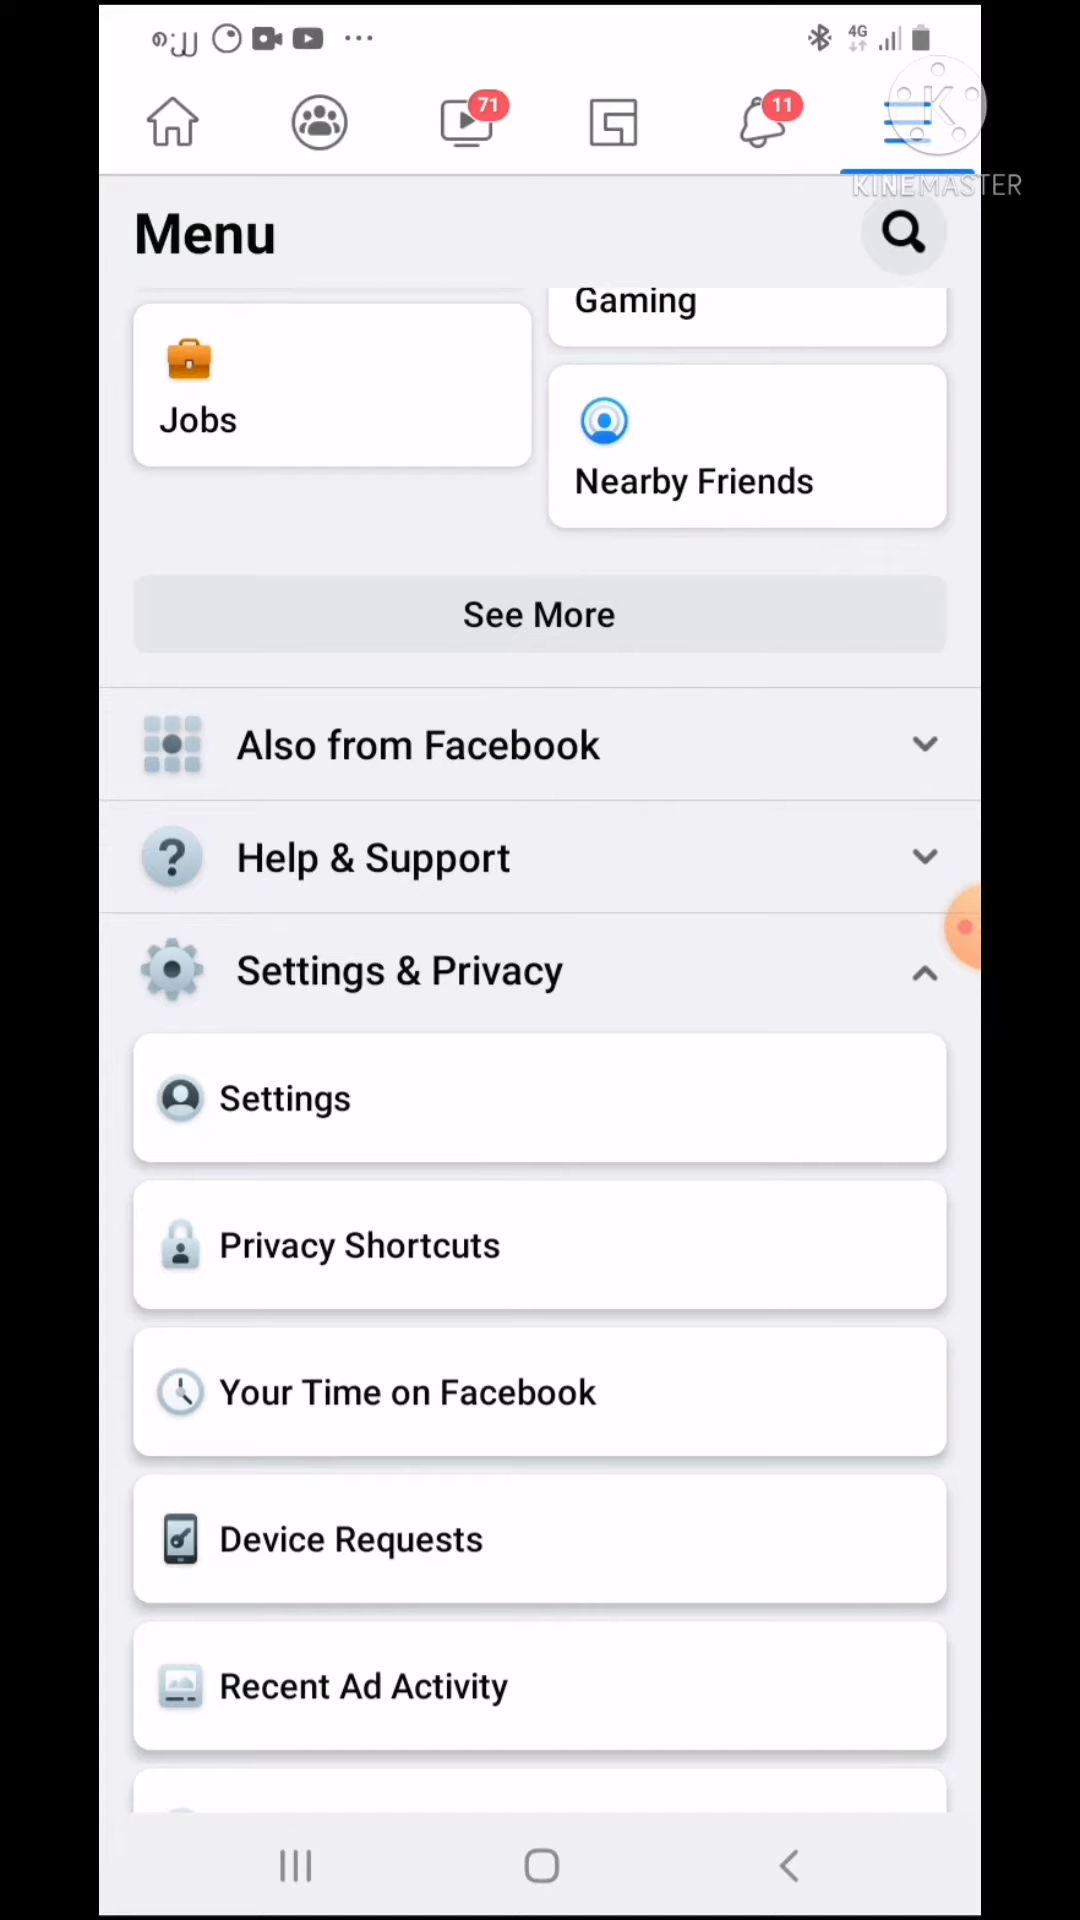 4G
71
11
KINEMASTER
Menu
Gaming
Jobs
Nearby Friends
See More
Also from Facebook
Help & Support
Settings & Privacy
Settings
Privacy Shortcuts
Your Time on Facebook
Device Requests
Recent Ad Activity